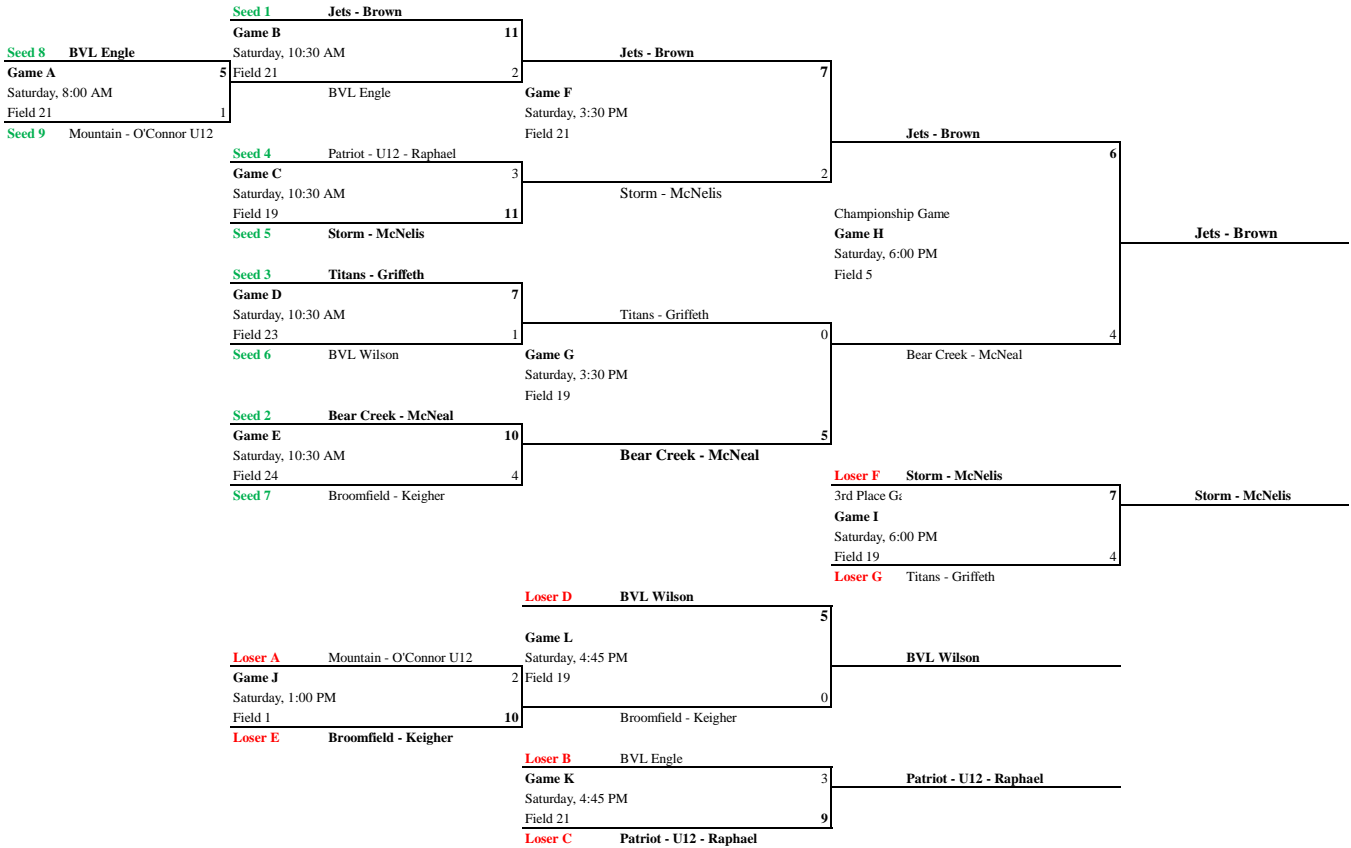 Seed 1 Jets - Brown
Game B 11
Seed 8 BVL Engle Saturday, 10:30 AM Jets - Brown
Game A 5 Field 21 2 7
Saturday, 8:00 AM BVL Engle Game F
Field 21 1 Saturday, 3:30 PM
Seed 9 Mountain - O'Connor U12 Field 21 Jets - Brown
Seed 4 Patriot - U12 - Raphael 6
Game C 3 2
Saturday, 10:30 AM Storm - McNelis
Field 19 11 Championship Game
Seed 5 Storm - McNelis Game H Jets - Brown
Saturday, 6:00 PM
Seed 3 Titans - Griffeth Field 5
Game D 7
Saturday, 10:30 AM Titans - Griffeth
Field 23 1 0 4
Seed 6 BVL Wilson Game G Bear Creek - McNeal
Saturday, 3:30 PM
Field 19
Seed 2 Bear Creek - McNeal
Game E 10 5
Saturday, 10:30 AM Bear Creek - McNeal
Field 24 4 Loser F Storm - McNelis
Seed 7 Broomfield - Keigher 3rd Place Ga 7 Storm - McNelis
Game I
Saturday, 6:00 PM
Field 19 4
Loser G Titans - Griffeth
Loser D BVL Wilson
5
Game L
Loser A Mountain - O'Connor U12 Saturday, 4:45 PM BVL Wilson
Game J 2 Field 19
Saturday, 1:00 PM 0
Field 1 10 Broomfield - Keigher
Loser E Broomfield - Keigher
Loser B BVL Engle
Game K 3 Patriot - U12 - Raphael
Saturday, 4:45 PM
Field 21 9
Loser C Patriot - U12 - Raphael